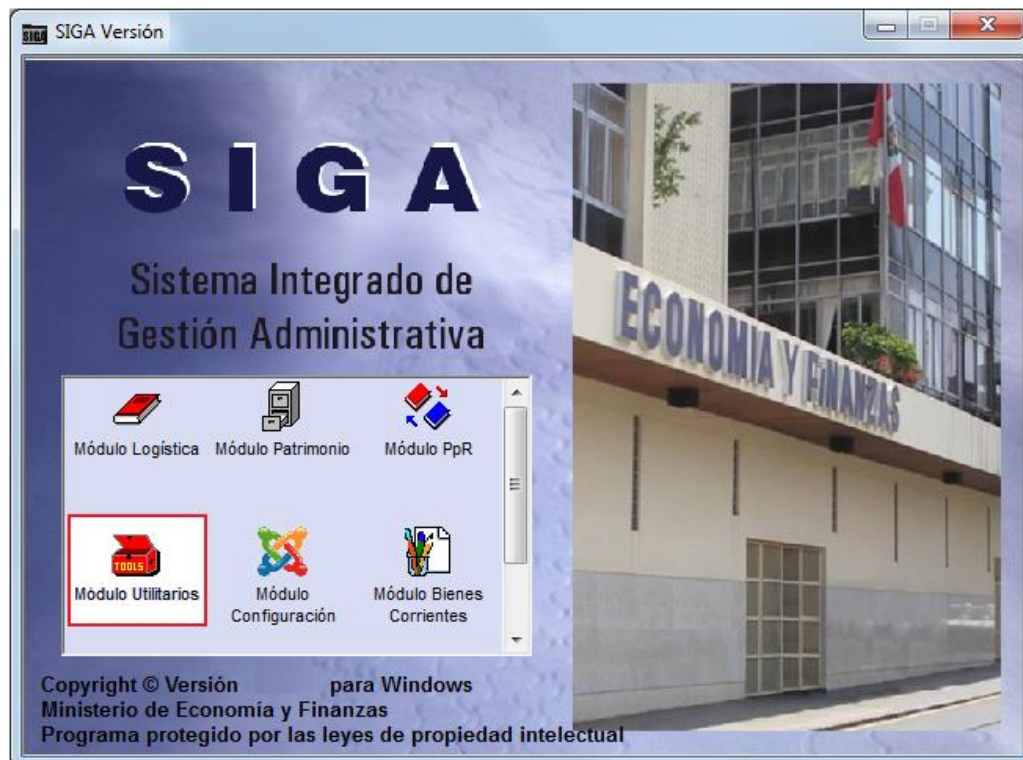 SIGA Versión
S I G A
Sistema Integrado de
Gestión Administrativa
Módulo Logística
Módulo Patrimonio
Módulo PpR
TOOLS
Módulo Utilitarios
Módulo
Configuración
Módulo Bienes
Corrientes
Copyright © Versión para Windows
Ministerio de Economía y Finanzas
Programa protegido por las leyes de propiedad intelectual
ECONOMIA Y FINANZAS